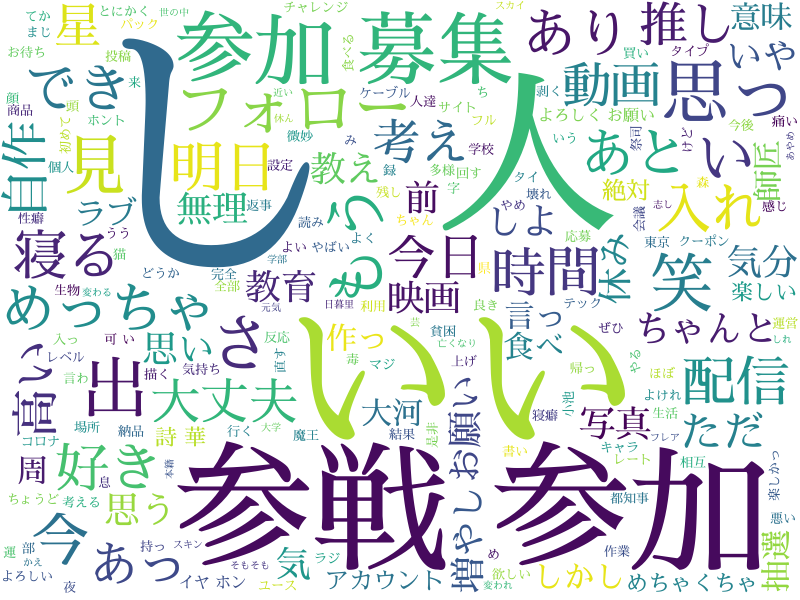 し
人
いい
参戦
参加
参加
募集
フォロー
明日
見
星
でき
自作
ラブ
寝る
めっちゃ
無理
教え
考え
前
今日
映画
教育
時間
しよ
あとい
あり
推し
動画
思っ
意味
いや
師匠
絶対
入れ
休み
笑
気分
楽しい
ちゃんと
配信
ただ
写真
言っ
食べ
作っ
大河
大丈夫
思い
さ
出
高い
好き
思う
周
今
あっ
気
詩
華
お願い
増やし
アカウント
しかし
めちゃくちゃ
抽選
イヤホン
ユース
ラジ
とにかく
チャレンジ
世の中
てか
まじ
バック
お待ち
投稿
顔
来
頭
商品
ホント
初めて
個人
設定
性癖
返事
うう
猫
どうか
生物
変わる
全部
完全
読み
よい
やばい
よく
学部
日暮里
元気
利用
反応
直す
毒
マジ
貧困
上げ
描く
気持ち
可い
入っ
レベル
言わ
コロナ
場所
納品
行く
魔王
結果
是非
大学
本籍
息
ちょうど
考える
持っ
スキン
そもそも
運
部
かえ
よろしい
夜
め
欲しい
変われ
作業
寝癖
小池
帰っ
ぜひ
ほぼ
やる
よけれ
生活
キャラ
フレア
レート
相互
書い
都知事
悪い
楽しかっ
テック
亡くなり
芸
県
ちゃん
やめ
壊れ
タイ
字
残し
録
み
学校
微妙
多様
回す
人達
サイト
ケーブル
フル
食べる
近い
休ん
ち
スカイ
買い
タイプ
剥く
よろしく
お願い
いう
祭司
けど
今後
痛い
あやめ
感じ
森
志し
会議
応募
東京
クーポン
運営
しれ